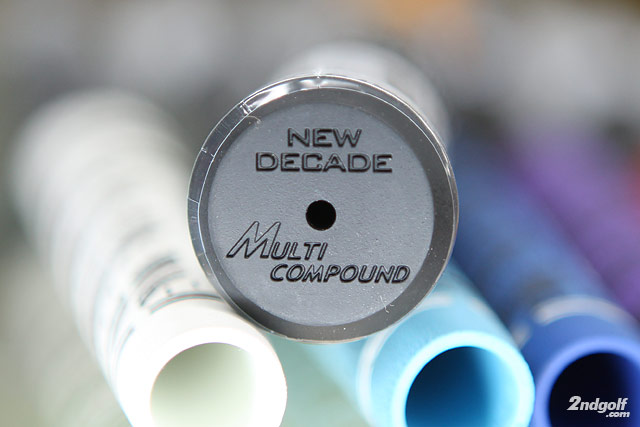 NEW
DECADE
MULTI
COMPOUND
2ndgolf
.com